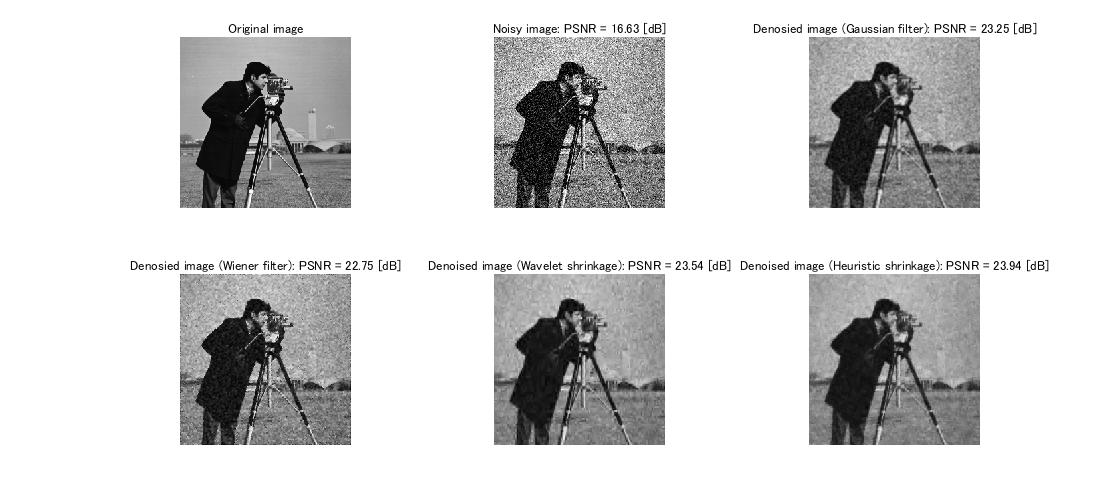 Original image
Noisy image: PSNR = 16.63 [dB]
Denosied image (Gaussian filter): PSNR = 23.25 [dB]
Denosied image (Wiener filter): PSNR = 22.75 [dB]
Denoised image (Wavelet shrinkage): PSNR = 23.54 [dB]
Denoised image (Heuristic shrinkage): PSNR = 23.94 [dB]